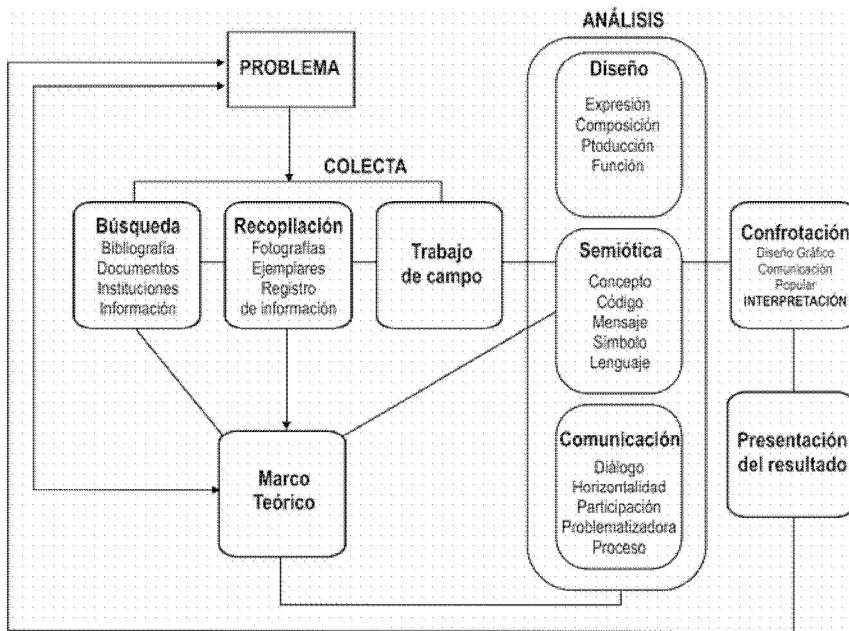 ANÁLISIS
PROBLEMA
COLECTA
Búsqueda
Bibliografía
Documentos
Instituciones
Información
Recopilación
Fotografías
Ejemplares
Registro
de información
Trabajo
de campo
Diseño
Expresión
Composición
Ptoducción
Función
Semiótica
Concepto
Código
Mensaje
Símbolo
Lenguaje
Comunicación
Diálogo
Horizontalidad
Participación
Problematizadora
Proceso
Confrotación
Diseño Gráfico
Comunicación
Popular
INTERPRETACIÓN
Marco
Teórico
Presentación
del resultado